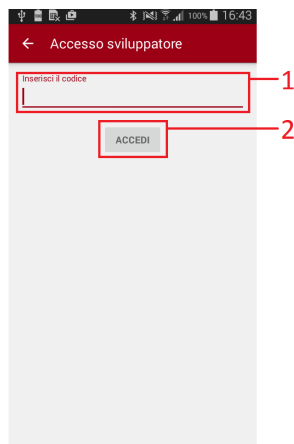 100% 16:43
Accesso sviluppatore
Inserisci il codice
1
ACCEDI
2